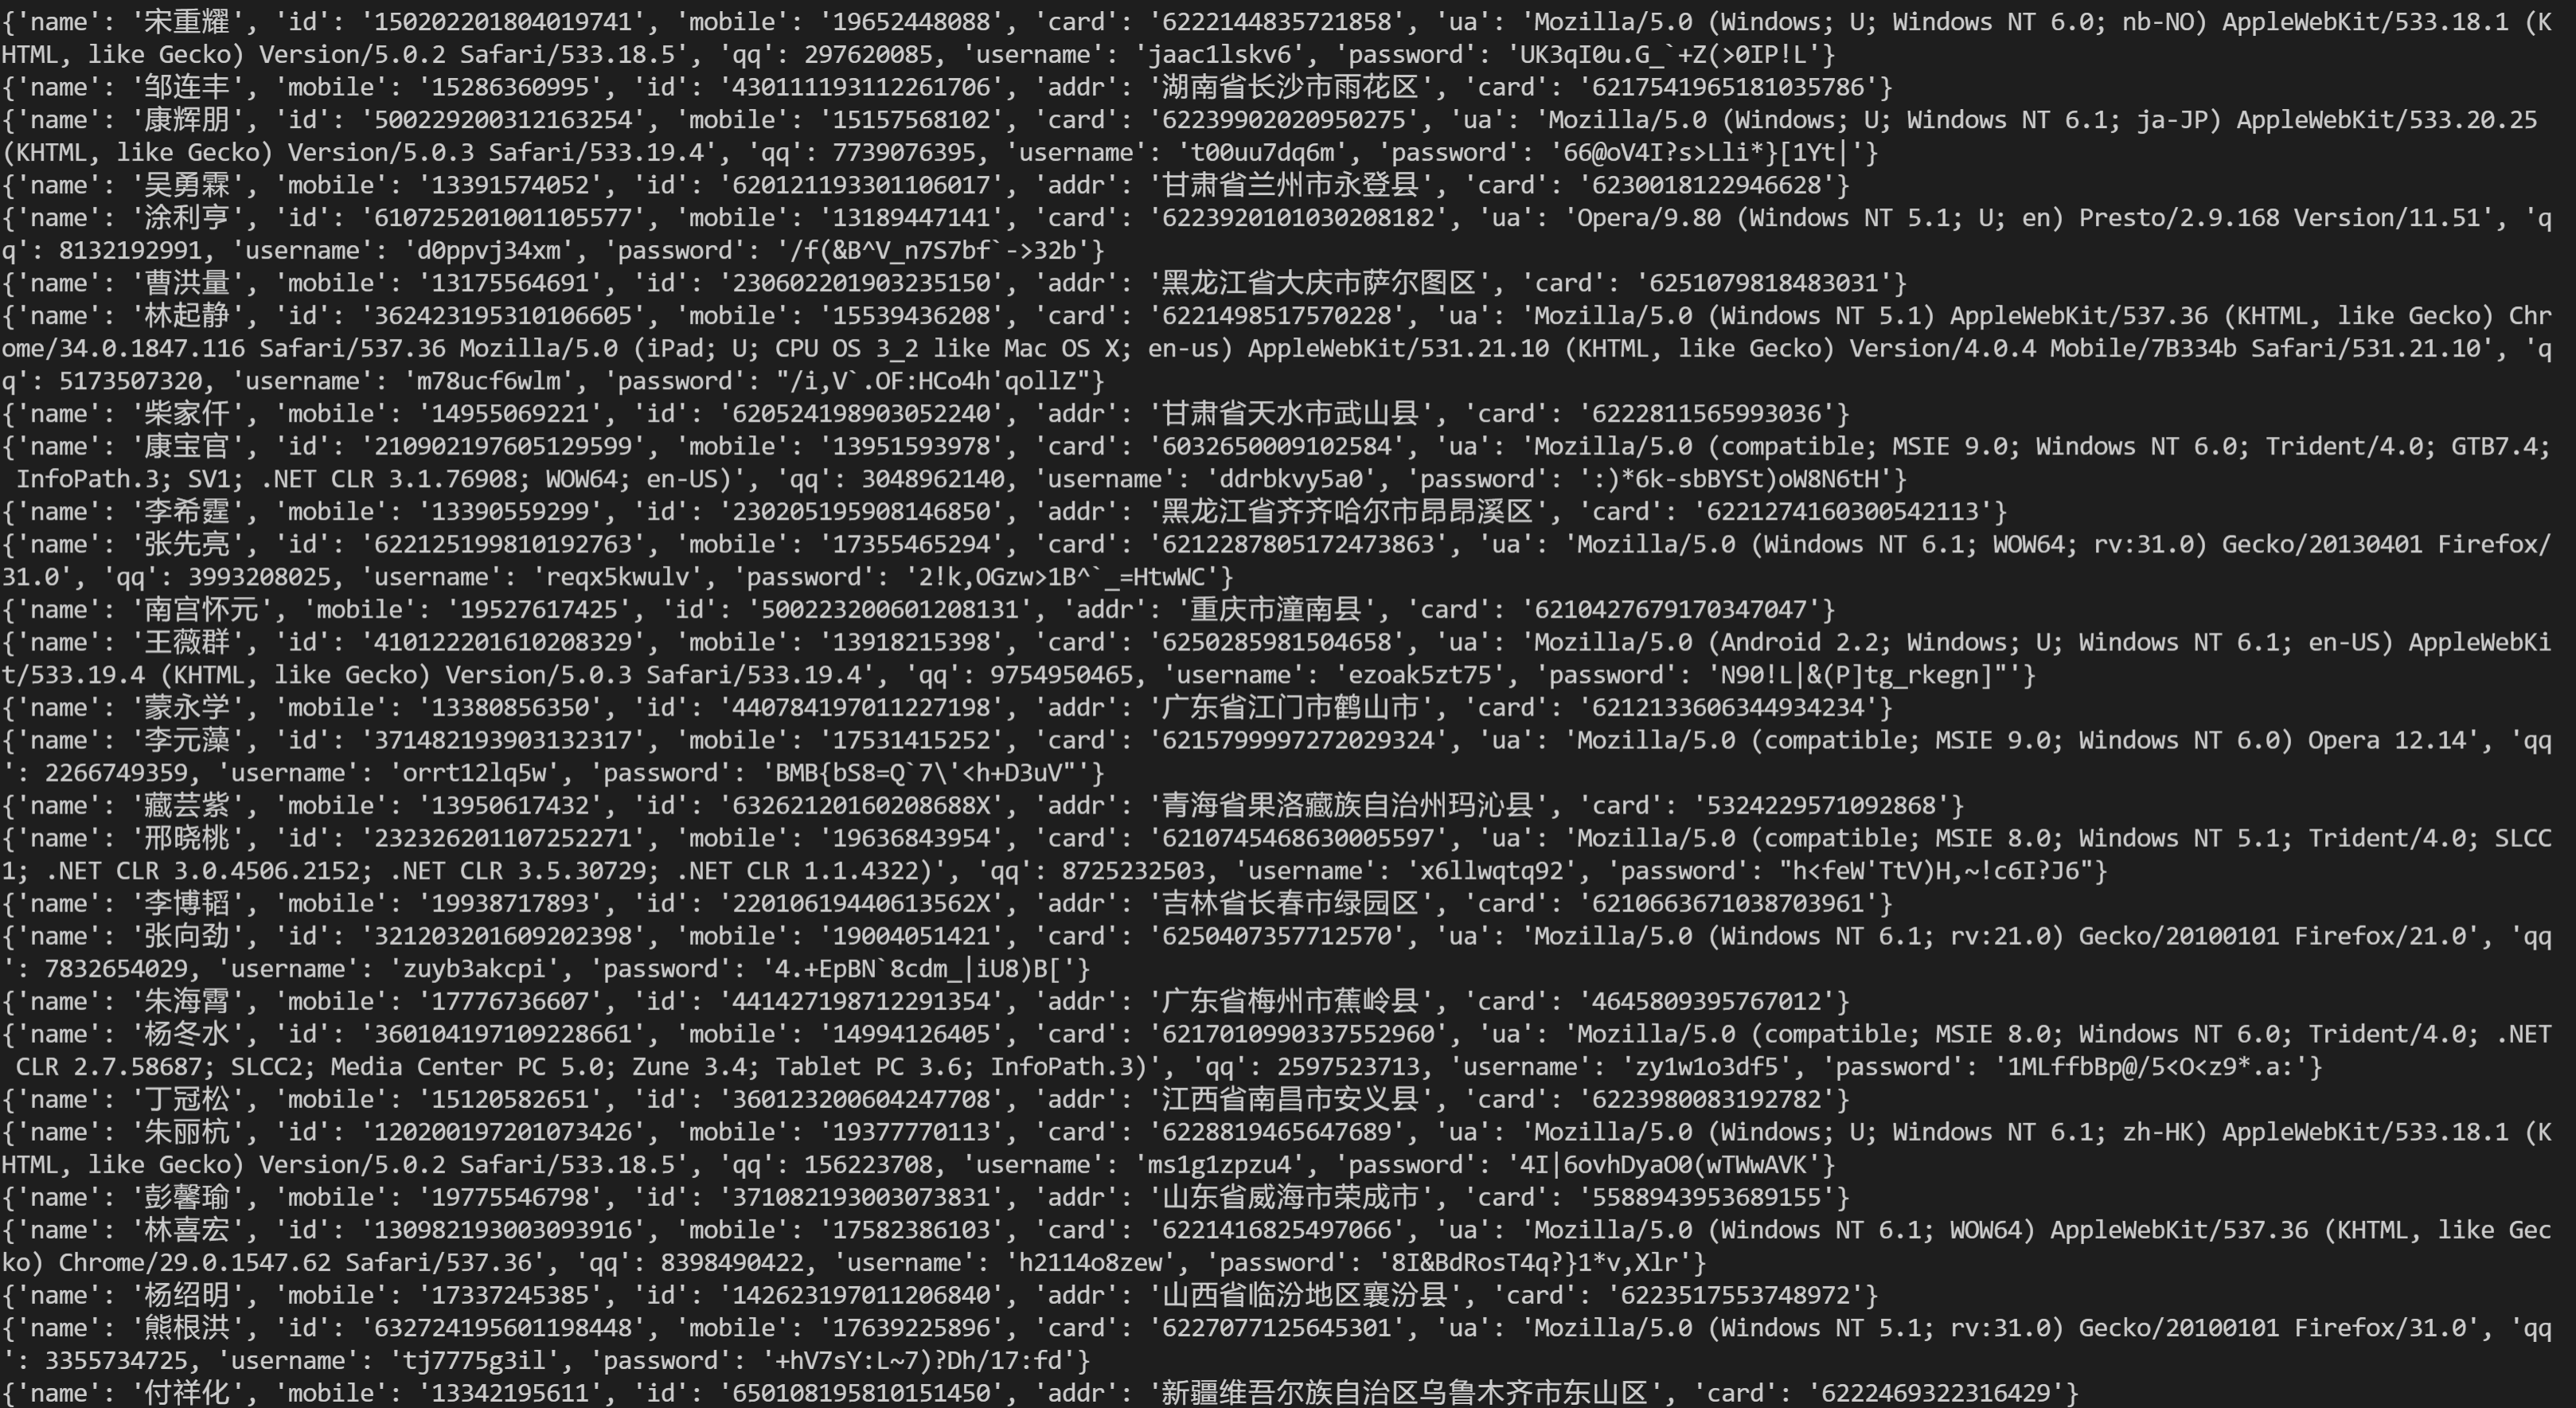 {'name': '宋重耀', 'id': '150202201804019741', 'mobile': '19652448088', 'card': '6222144835721858', 'ua': 'Mozilla/5.0 (Windows; U; Windows NT 6.0; nb-NO) AppleWebKit/533.18.1 (K
HTML, like Gecko) Version/5.0.2 Safari/533.18.5', 'qq': 297620085, 'username': 'jaac1lskv6', 'password': 'UK3qI0u.G_`+Z(>0IP!L'}
{'name': '邹连丰', 'mobile': '15286360995', 'id': '430111193112261706', 'addr': '湖南省长沙市雨花区', 'card': '6217541965181035786'}
{'name': '康辉朋', 'id': '500229200312163254', 'mobile': '15157568102', 'card': '62239902020950275', 'ua': 'Mozilla/5.0 (Windows; U; Windows NT 6.1; ja-JP) AppleWebKit/533.20.25
(KHTML, like Gecko) Version/5.0.3 Safari/533.19.4', 'qq': 7739076395, 'username': 't00uu7dq6m', 'password': '66@oV4I?s>Lli*}[1Yt|'}
{'name': '吴勇霖', 'mobile': '13391574052', 'id': '620121193301106017', 'addr': '甘肃省兰州市永登县', 'card': '6230018122946628'}
{'name': '涂利亨', 'id': '610725201001105577', 'mobile': '13189447141', 'card': '6223920101030208182', 'ua': 'Opera/9.80 (Windows NT 5.1; U; en) Presto/2.9.168 Version/11.51', 'q
q': 8132192991, 'username': 'd0ppvj34xm', 'password': '/f(&B^V_n7S7bf`->32b'}
{'name': '曹洪量', 'mobile': '13175564691', 'id': '230602201903235150', 'addr': '黑龙江省大庆市萨尔图区', 'card': '6251079818483031'}
{'name': '林起静', 'id': '362423195310106605', 'mobile': '15539436208', 'card': '6221498517570228', 'ua': 'Mozilla/5.0 (Windows NT 5.1) AppleWebKit/537.36 (KHTML, like Gecko) Chr
ome/34.0.1847.116 Safari/537.36 Mozilla/5.0 (iPad; U; CPU OS 3_2 like Mac OS X; en-us) AppleWebKit/531.21.10 (KHTML, like Gecko) Version/4.0.4 Mobile/7B334b Safari/531.21.10', 'q
q': 5173507320, 'username': 'm78ucf6wlm', 'password': "/i,V`.OF:HCo4h'qollZ"}
{'name': '柴家仟', 'mobile': '14955069221', 'id': '620524198903052240', 'addr': '甘肃省天水市武山县', 'card': '6222811565993036'}
{'name': '康宝官', 'id': '210902197605129599', 'mobile': '13951593978', 'card': '6032650009102584', 'ua': 'Mozilla/5.0 (compatible; MSIE 9.0; Windows NT 6.0; Trident/4.0; GTB7.4;
 InfoPath.3; SV1; .NET CLR 3.1.76908; WOW64; en-US)', 'qq': 3048962140, 'username': 'ddrbkvy5a0', 'password': ':)*6k-sbBYSt)oW8N6tH'}
{'name': '李希霆', 'mobile': '13390559299', 'id': '230205195908146850', 'addr': '黑龙江省齐齐哈尔市昂昂溪区', 'card': '6221274160300542113'}
{'name': '张先亮', 'id': '622125199810192763', 'mobile': '17355465294', 'card': '6212287805172473863', 'ua': 'Mozilla/5.0 (Windows NT 6.1; WOW64; rv:31.0) Gecko/20130401 Firefox/
31.0', 'qq': 3993208025, 'username': 'reqx5kwulv', 'password': '2!k,OGzw>1B^`_=HtwWC'}
{'name': '南宫怀元', 'mobile': '19527617425', 'id': '500223200601208131', 'addr': '重庆市潼南县', 'card': '6210427679170347047'}
{'name': '王薇群', 'id': '410122201610208329', 'mobile': '13918215398', 'card': '6250285981504658', 'ua': 'Mozilla/5.0 (Android 2.2; Windows; U; Windows NT 6.1; en-US) AppleWebKi
t/533.19.4 (KHTML, like Gecko) Version/5.0.3 Safari/533.19.4', 'qq': 9754950465, 'username': 'ezoak5zt75', 'password': 'N90!L|&(P]tg_rkegn]"'}
{'name': '蒙永学', 'mobile': '13380856350', 'id': '440784197011227198', 'addr': '广东省江门市鹤山市', 'card': '6212133606344934234'}
{'name': '李元藻', 'id': '371482193903132317', 'mobile': '17531415252', 'card': '6215799997272029324', 'ua': 'Mozilla/5.0 (compatible; MSIE 9.0; Windows NT 6.0) Opera 12.14', 'qq
': 2266749359, 'username': 'orrt12lq5w', 'password': 'BMB{bS8=Q`7\'<h+D3uV"'}
{'name': '藏芸紫', 'mobile': '13950617432', 'id': '63262120160208688X', 'addr': '青海省果洛藏族自治州玛沁县', 'card': '5324229571092868'}
{'name': '邢晓桃', 'id': '232326201107252271', 'mobile': '19636843954', 'card': '6210745468630005597', 'ua': 'Mozilla/5.0 (compatible; MSIE 8.0; Windows NT 5.1; Trident/4.0; SLCC
1; .NET CLR 3.0.4506.2152; .NET CLR 3.5.30729; .NET CLR 1.1.4322)', 'qq': 8725232503, 'username': 'x6llwqtq92', 'password': "h<feW'TtV)H,~!c6I?J6"}
{'name': '李博韬', 'mobile': '19938717893', 'id': '22010619440613562X', 'addr': '吉林省长春市绿园区', 'card': '6210663671038703961'}
{'name': '张向劲', 'id': '321203201609202398', 'mobile': '19004051421', 'card': '6250407357712570', 'ua': 'Mozilla/5.0 (Windows NT 6.1; rv:21.0) Gecko/20100101 Firefox/21.0', 'qq
': 7832654029, 'username': 'zuyb3akcpi', 'password': '4.+EpBN`8cdm_|iU8)B['}
{'name': '朱海霄', 'mobile': '17776736607', 'id': '441427198712291354', 'addr': '广东省梅州市蕉岭县', 'card': '4645809395767012'}
{'name': '杨冬水', 'id': '360104197109228661', 'mobile': '14994126405', 'card': '6217010990337552960', 'ua': 'Mozilla/5.0 (compatible; MSIE 8.0; Windows NT 6.0; Trident/4.0; .NET
 CLR 2.7.58687; SLCC2; Media Center PC 5.0; Zune 3.4; Tablet PC 3.6; InfoPath.3)', 'qq': 2597523713, 'username': 'zy1w1o3df5', 'password': '1MLffbBp@/5<O<z9*.a:'}
{'name': '丁冠松', 'mobile': '15120582651', 'id': '360123200604247708', 'addr': '江西省南昌市安义县', 'card': '6223980083192782'}
{'name': '朱丽杭', 'id': '120200197201073426', 'mobile': '19377770113', 'card': '6228819465647689', 'ua': 'Mozilla/5.0 (Windows; U; Windows NT 6.1; zh-HK) AppleWebKit/533.18.1 (K
HTML, like Gecko) Version/5.0.2 Safari/533.18.5', 'qq': 156223708, 'username': 'ms1g1zpzu4', 'password': '4I|6ovhDyaO0(wTWwAVK'}
{'name': '彭馨瑜', 'mobile': '19775546798', 'id': '371082193003073831', 'addr': '山东省威海市荣成市', 'card': '5588943953689155'}
{'name': '林喜宏', 'id': '130982193003093916', 'mobile': '17582386103', 'card': '6221416825497066', 'ua': 'Mozilla/5.0 (Windows NT 6.1; WOW64) AppleWebKit/537.36 (KHTML, like Gec
ko) Chrome/29.0.1547.62 Safari/537.36', 'qq': 8398490422, 'username': 'h2114o8zew', 'password': '8I&BdRosT4q?}1*v,Xlr'}
{'name': '杨绍明', 'mobile': '17337245385', 'id': '142623197011206840', 'addr': '山西省临汾地区襄汾县', 'card': '6223517553748972'}
{'name': '熊根洪', 'id': '632724195601198448', 'mobile': '17639225896', 'card': '6227077125645301', 'ua': 'Mozilla/5.0 (Windows NT 5.1; rv:31.0) Gecko/20100101 Firefox/31.0', 'qq
': 3355734725, 'username': 'tj7775g3il', 'password': '+hV7sY:L~7)?Dh/17:fd'}
{'name': '付祥化', 'mobile': '13342195611', 'id': '650108195810151450', 'addr': '新疆维吾尔族自治区乌鲁木齐市东山区', 'card': '6222469322316429'}